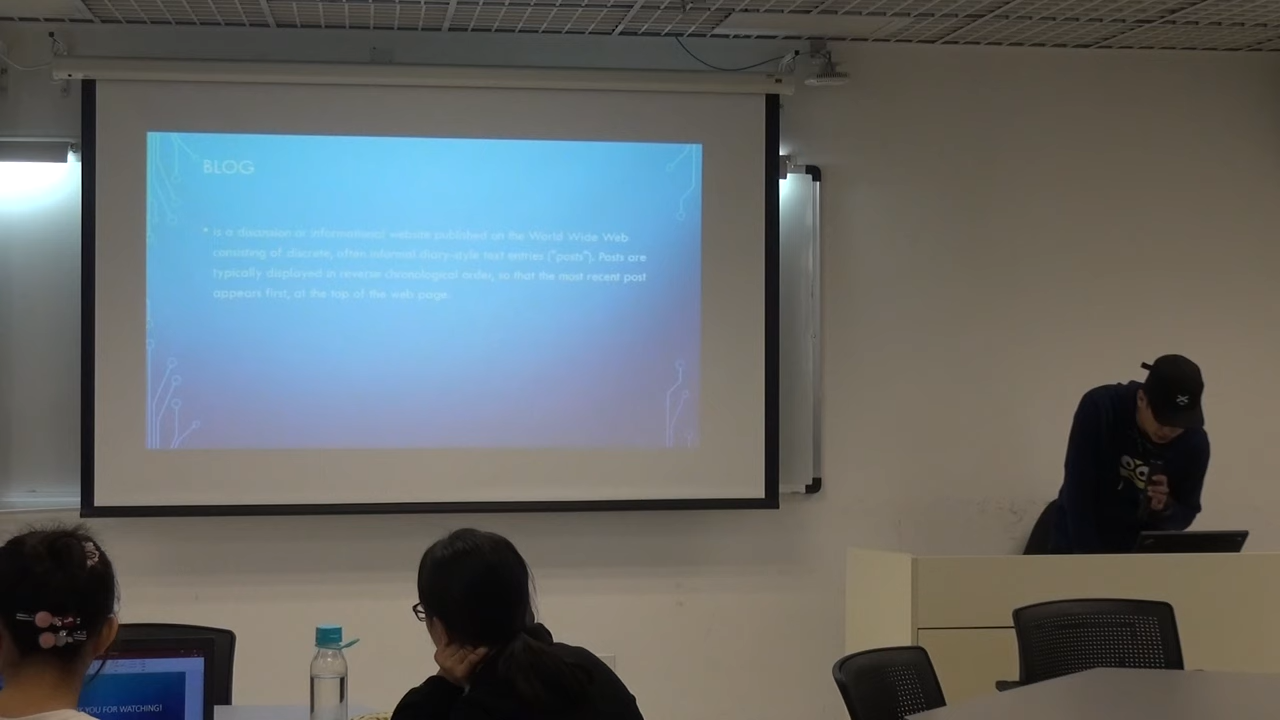 BLOG
• is a discussion or informational website published on the World Wide Web
consisting of discrete, often informal diary-style text entries ("posts"). Posts are
typically displayed in reverse chronological order, so that the most recent post
appears first, at the top of the web page.
YOU FOR WATCHING!